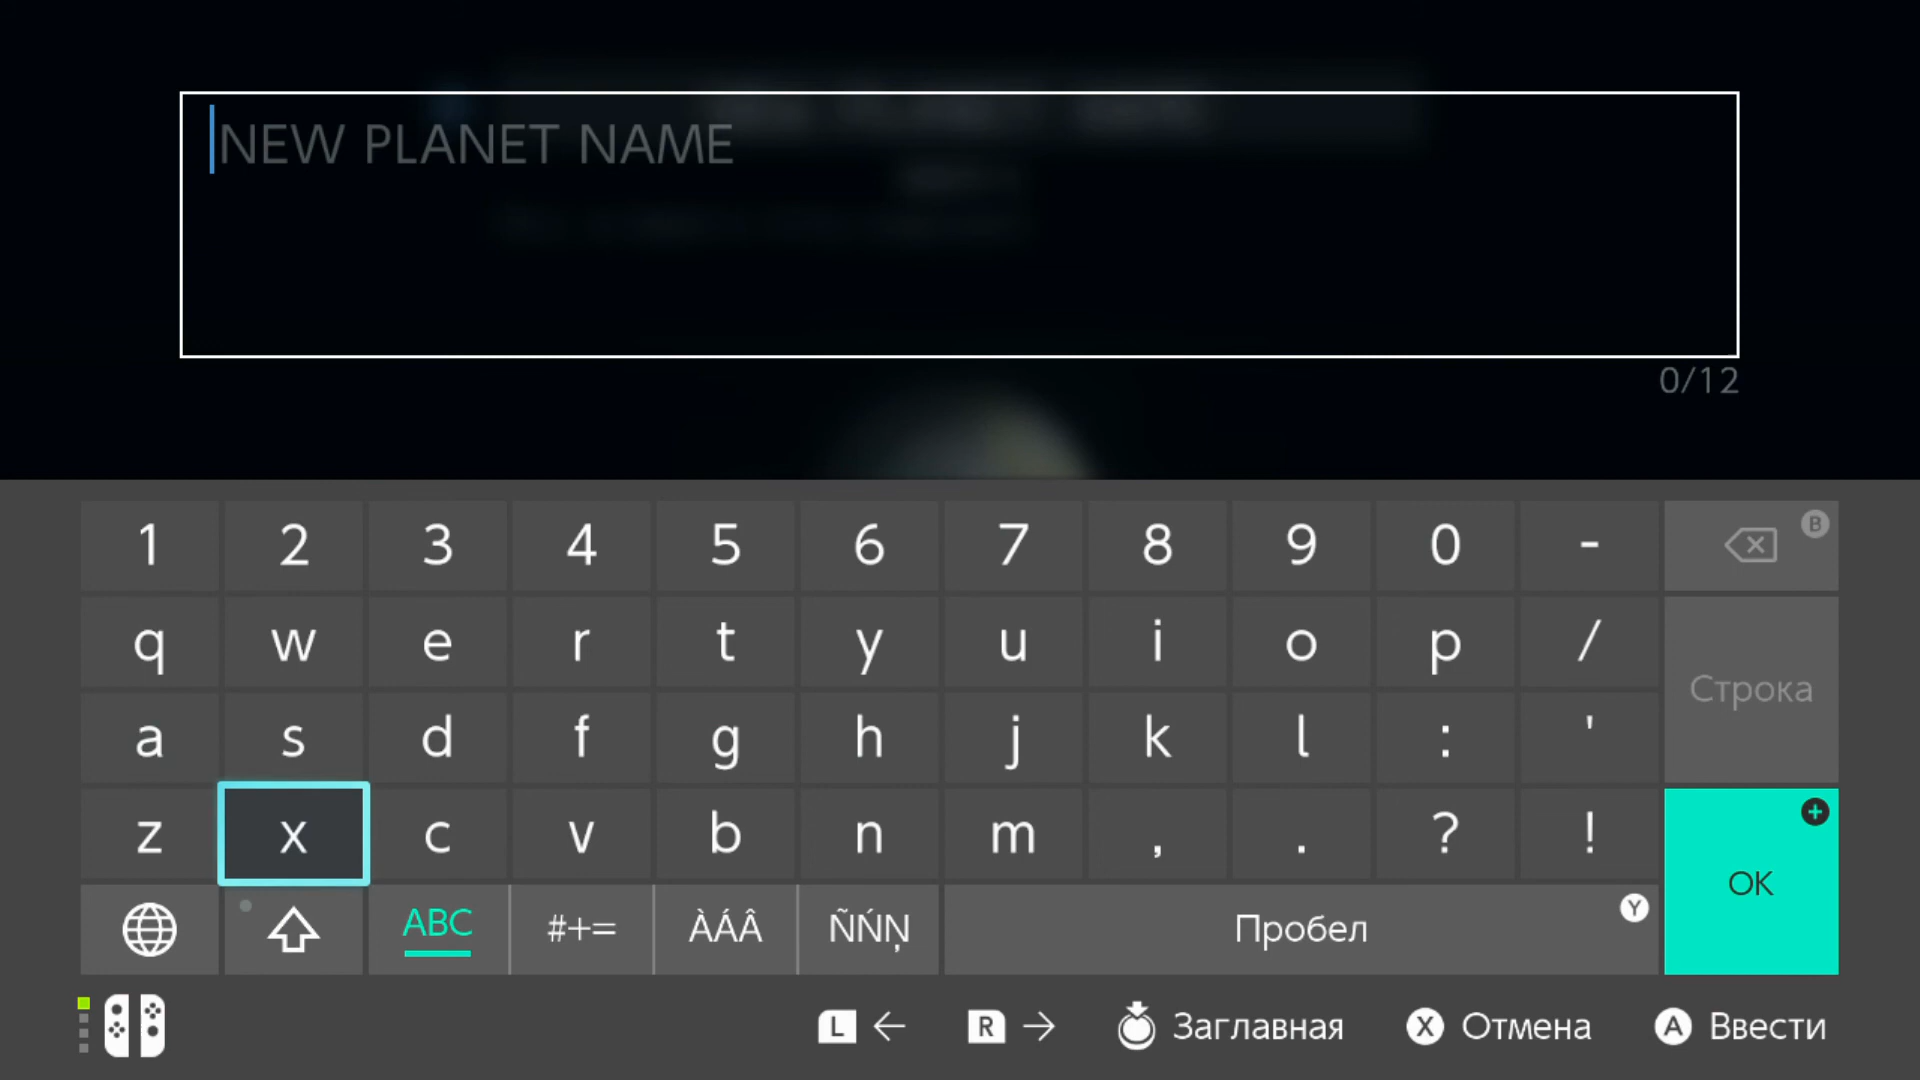 NEW PLANET NAME
0/12
1 2 3 4 5 6 7 8 9 0 - B
q w e r t y u i o p /
Строка
a s d f g h j k l : '
z x c v b n m , . ? ! +
OK
ABC #+= ÀÁÂ ÑŃŅ Пробел Y
L ← R → Заглавная X Отмена A Ввести